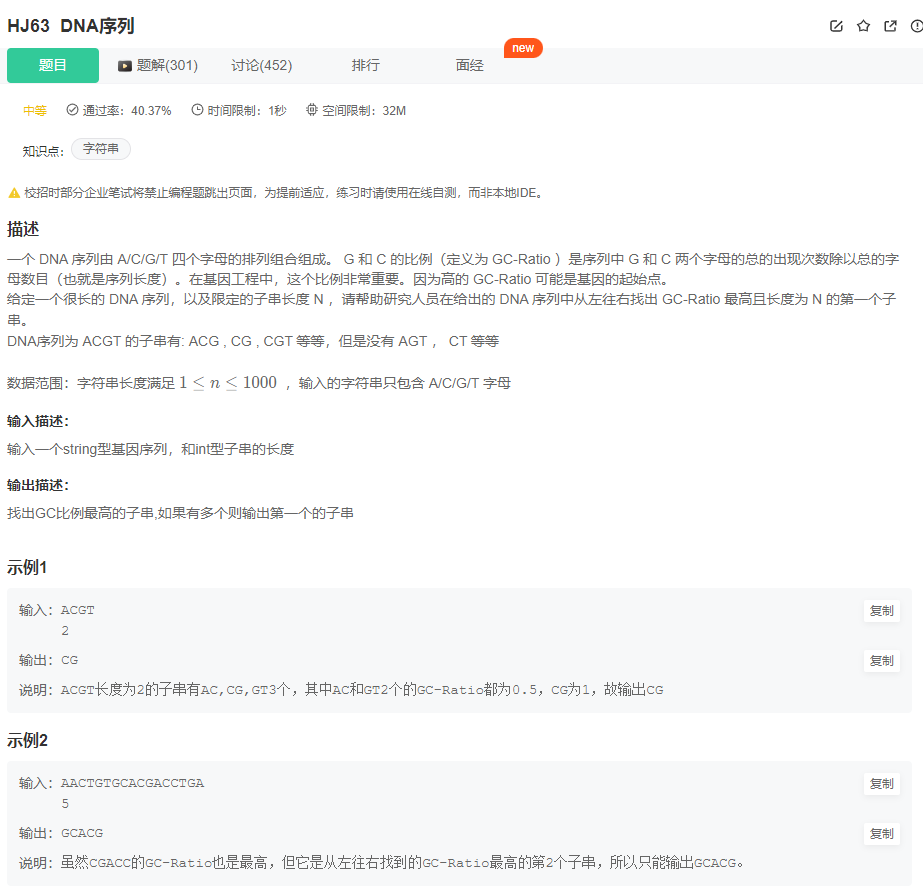 HJ63 DNA序列
new
题目 题解(301) 讨论(452) 排行 面经
中等 通过率：40.37% 时间限制：1秒 空间限制：32M
知识点： 字符串
校招时部分企业笔试将禁止编程题跳出页面，为提前适应，练习时请使用在线自测，而非本地IDE。
描述
一个 DNA 序列由 A/C/G/T 四个字母的排列组合组成。 G 和 C 的比例（定义为 GC-Ratio ）是序列中 G 和 C 两个字母的总的出现次数除以总的字
母数目（也就是序列长度）。在基因工程中，这个比例非常重要。因为高的 GC-Ratio 可能是基因的起始点。
给定一个很长的 DNA 序列，以及限定的子串长度 N ，请帮助研究人员在给出的 DNA 序列中从左往右找出 GC-Ratio 最高且长度为 N 的第一个子
串。
DNA序列为 ACGT 的子串有: ACG , CG , CGT 等等，但是没有 AGT ， CT 等等
数据范围：字符串长度满足 1 ≤ n ≤ 1000 ，输入的字符串只包含 A/C/G/T 字母
输入描述：
输入一个string型基因序列，和int型子串的长度
输出描述：
找出GC比例最高的子串,如果有多个则输出第一个的子串
示例1
输入：ACGT 复制
2
输出：CG 复制
说明：ACGT长度为2的子串有AC,CG,GT3个，其中AC和GT2个的GC-Ratio都为0.5，CG为1，故输出CG
示例2
输入：AACTGTGCACGACCTGA 复制
5
输出：GCACG 复制
说明：虽然CGACC的GC-Ratio也是最高，但它是从左往右找到的GC-Ratio最高的第2个子串，所以只能输出GCACG。